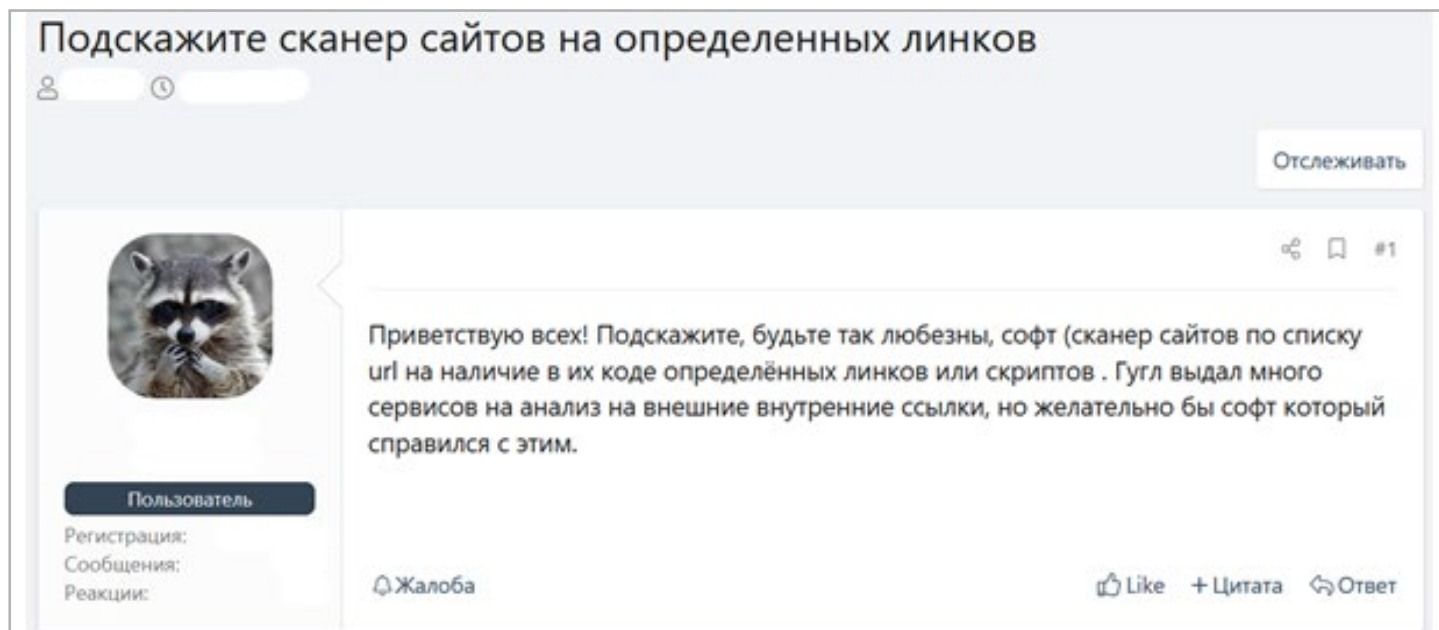 Подскажите сканер сайтов на определенных линков
Отслеживать
#1
Приветствую всех! Подскажите, будьте так любезны, софт (сканер сайтов по списку
url на наличие в их коде определённых линков или скриптов . Гугл выдал много
сервисов на анализ на внешние внутренние ссылки, но желательно бы софт который
справился с этим.
Пользователь
Регистрация:
Сообщения:
Реакции:
Жалоба
Like + Цитата Ответ